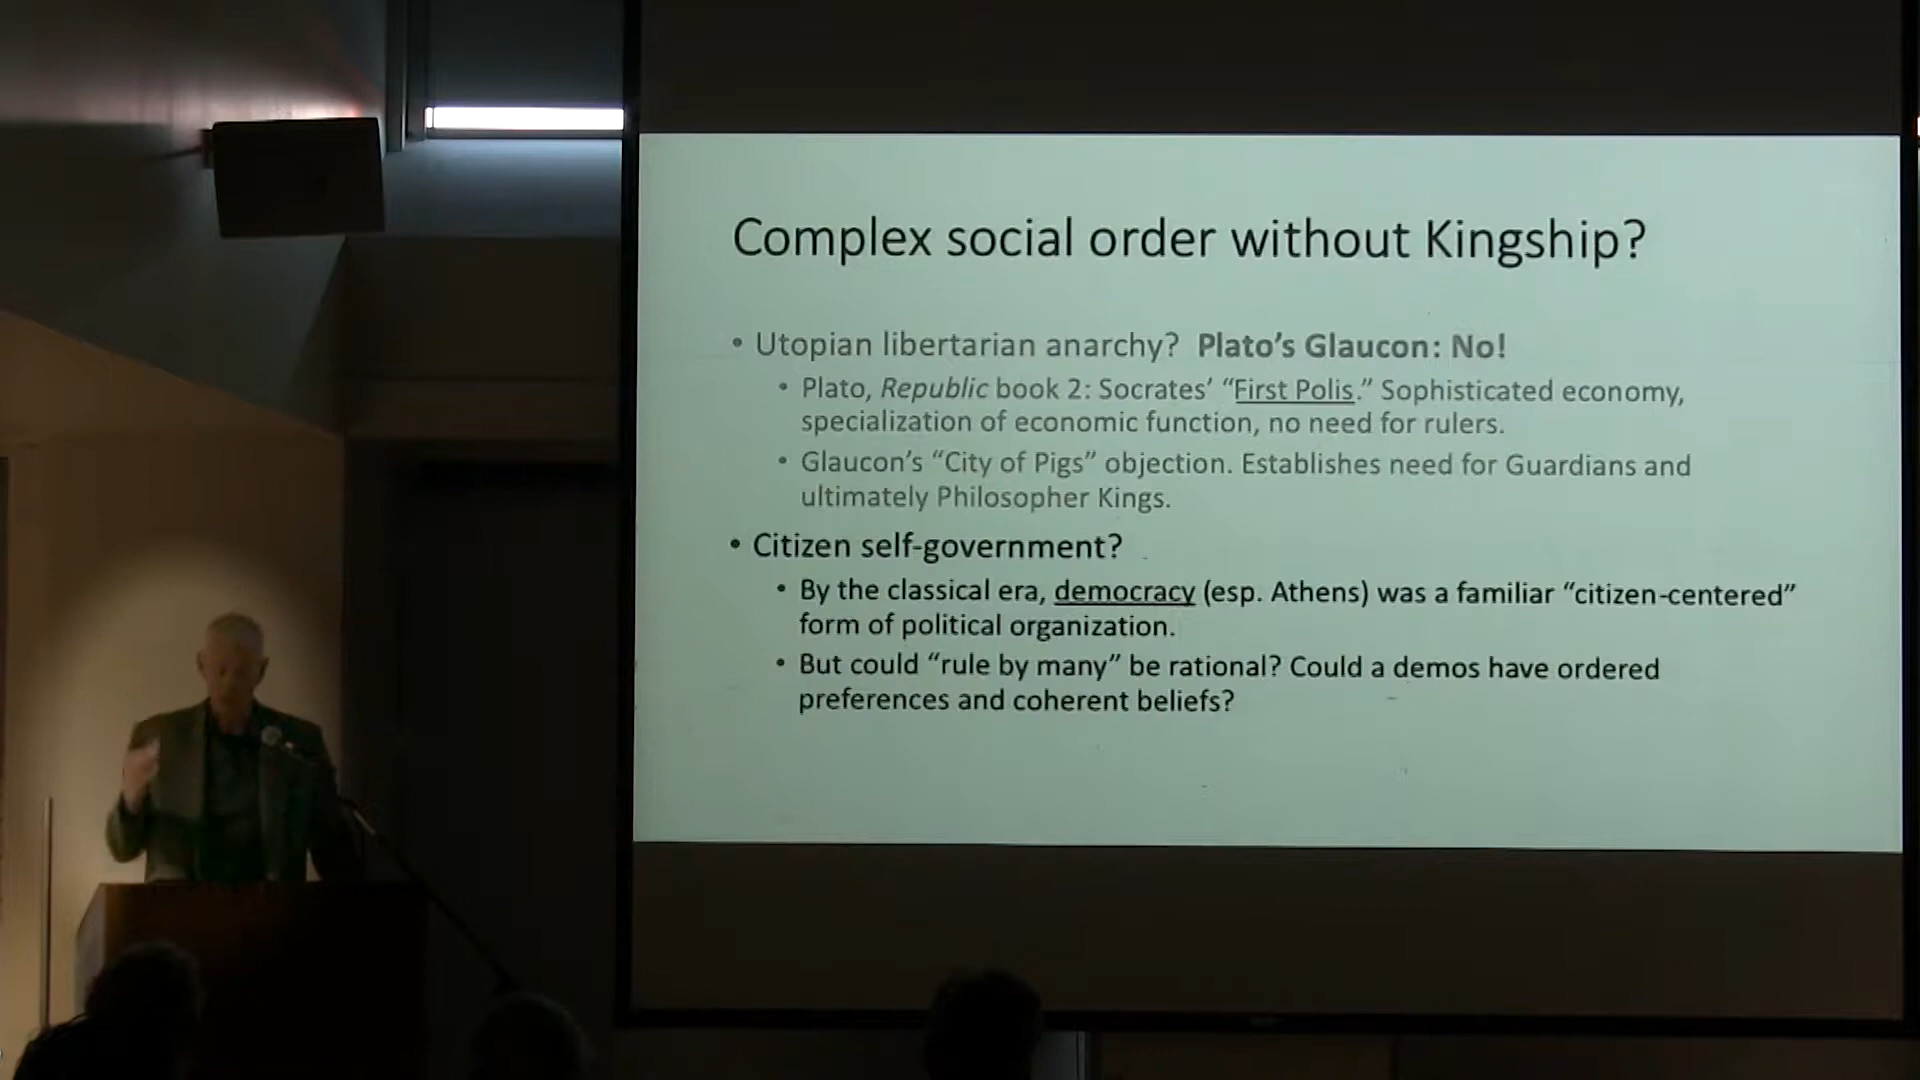 Complex social order without Kingship?
• Utopian libertarian anarchy? Plato’s Glaucon: No!
• Plato, Republic book 2: Socrates’ “First Polis.” Sophisticated economy,
specialization of economic function, no need for rulers.
• Glaucon’s “City of Pigs” objection. Establishes need for Guardians and
ultimately Philosopher Kings.
• Citizen self-government?
• By the classical era, democracy (esp. Athens) was a familiar “citizen-centered”
form of political organization.
• But could “rule by many” be rational? Could a demos have ordered
preferences and coherent beliefs?